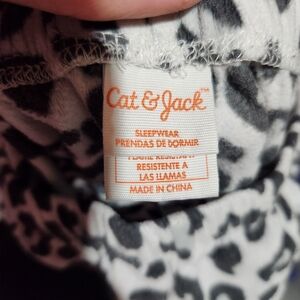 Cat & Jack™
SLEEPWEAR
PRENDAS DE DORMIR
FLAME RESISTANT
RESISTENTE A
LAS LLAMAS
MADE IN CHINA